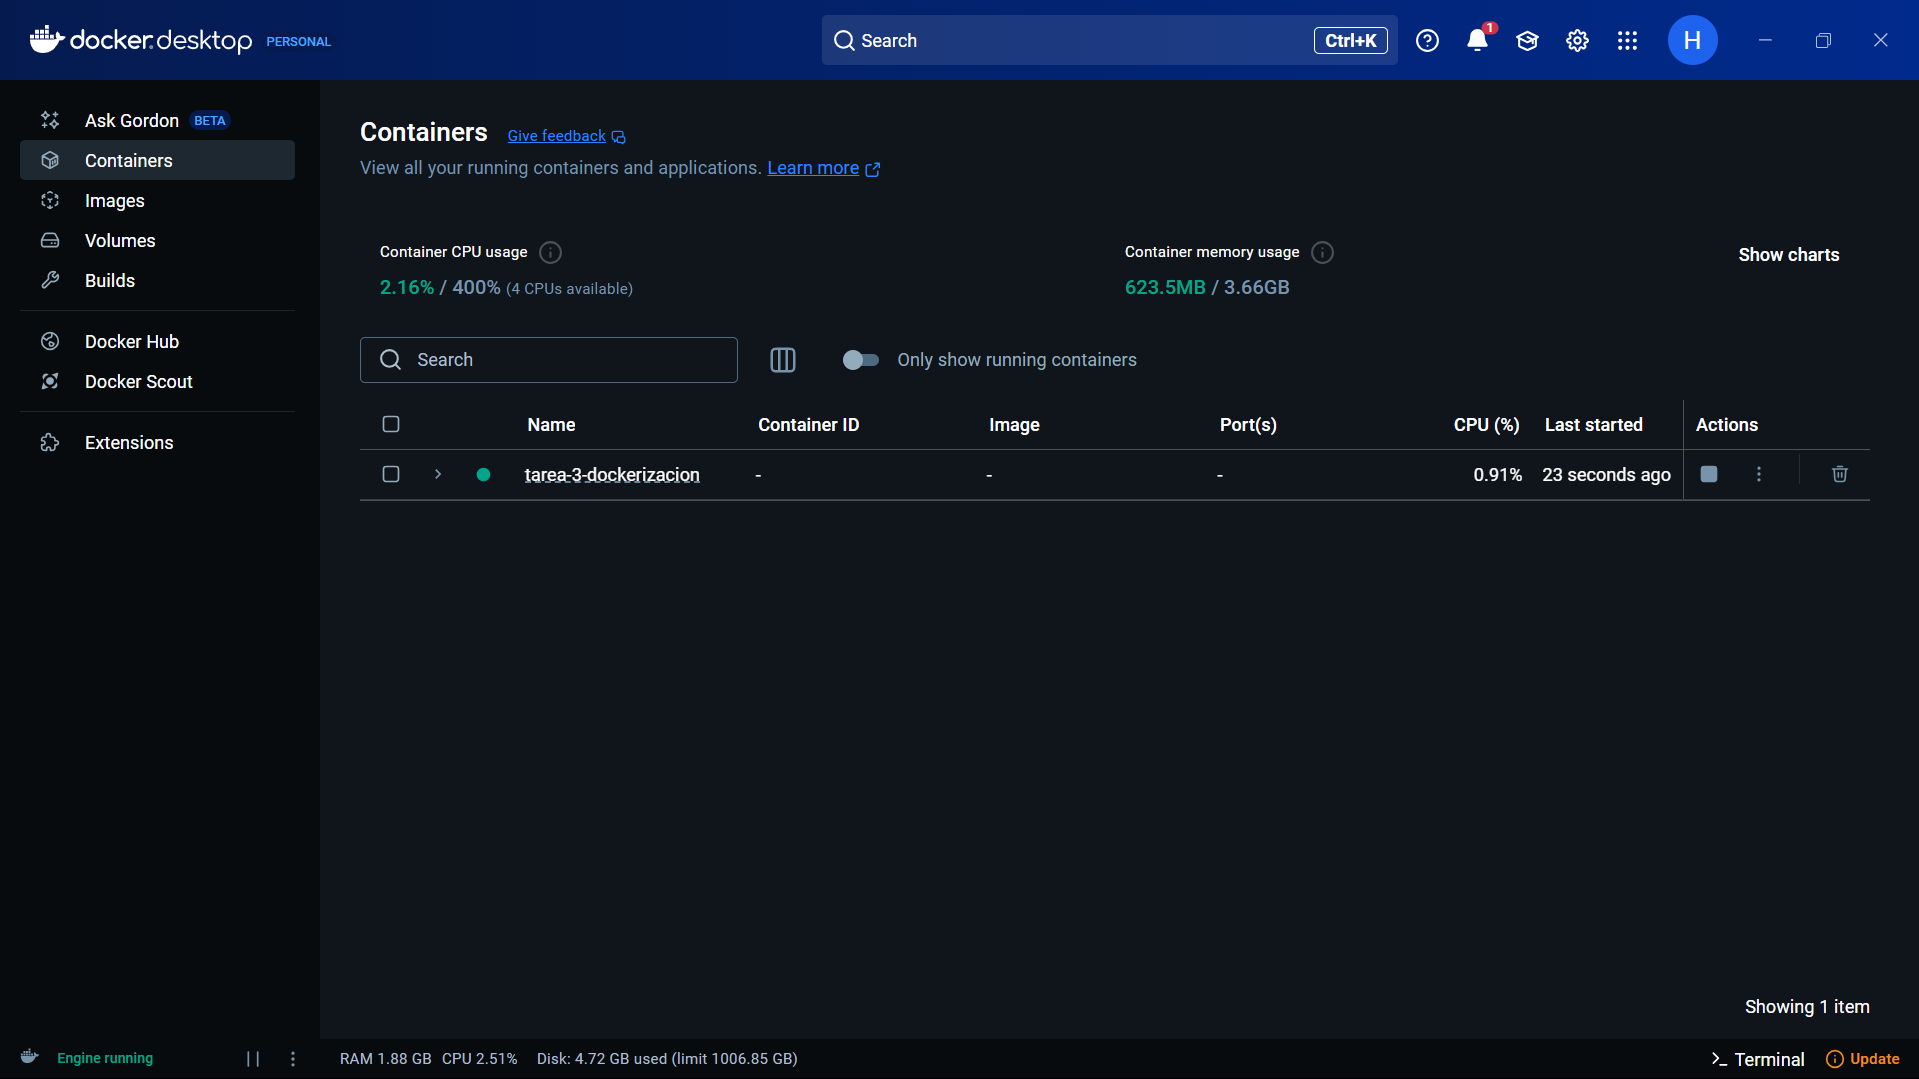 docker.desktop PERSONAL
Search
Ctrl+K
1
H
Ask Gordon BETA
Containers
Images
Volumes
Builds
Docker Hub
Docker Scout
Extensions
Containers Give feedback
View all your running containers and applications. Learn more
Container CPU usage
2.16% / 400% (4 CPUs available)
Container memory usage
623.5MB / 3.66GB
Show charts
Search
Only show running containers
Name Container ID Image Port(s) CPU (%) Last started Actions
tarea-3-dockerizacion - - - 0.91% 23 seconds ago
Showing 1 item
Engine running
RAM 1.88 GB CPU 2.51% Disk: 4.72 GB used (limit 1006.85 GB)
Terminal
Update